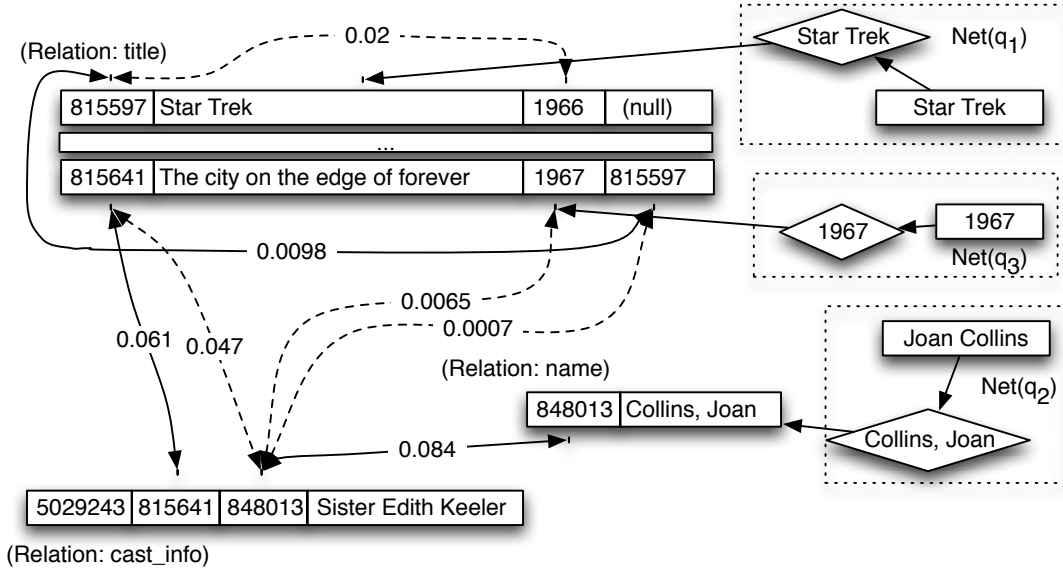 (Relation: title)
0.02
Star Trek
Net(q1)
Star Trek
815597 Star Trek 1966 (null)
...
815641 The city on the edge of forever 1967 815597
1967
1967
Net(q3)
0.0098
0.0065
0.0007
0.061
0.047
(Relation: name)
Joan Collins
Net(q2)
848013 Collins, Joan
Collins, Joan
0.084
5029243 815641 848013 Sister Edith Keeler
(Relation: cast_info)